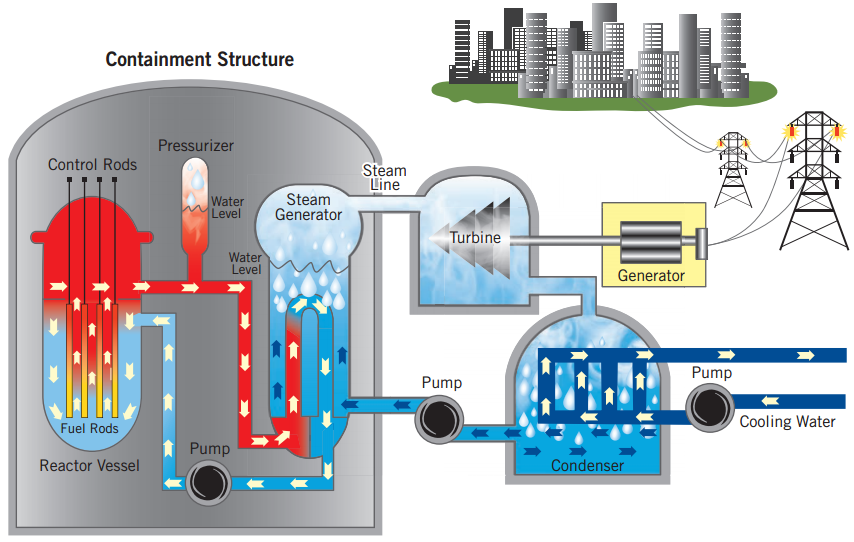 Containment Structure
Pressurizer
Control Rods
Steam
Line
Water
Level
Steam
Generator
Turbine
Water
Level
Generator
Pump
Pump
Cooling Water
Fuel Rods
Pump
Reactor Vessel
Condenser